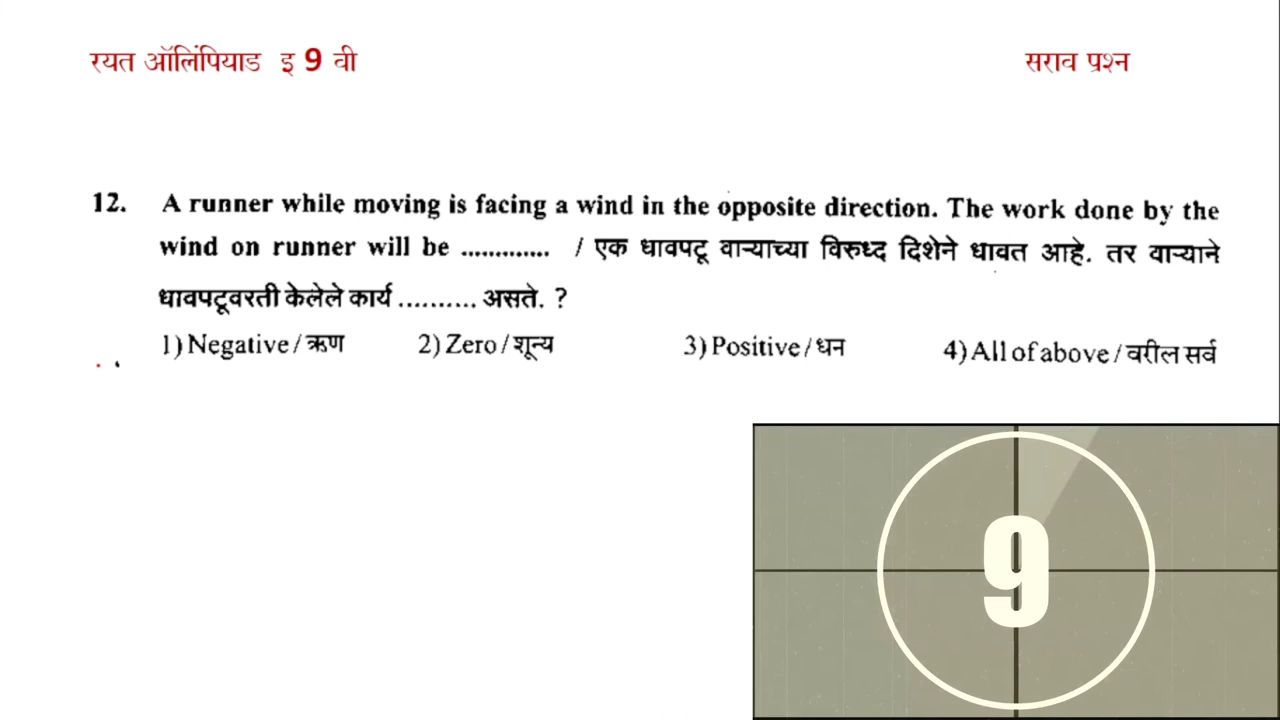 रयत ऑलिंपियाड इ 9 वी
सराव प्रश्न
12. A runner while moving is facing a wind in the opposite direction. The work done by the
wind on runner will be ............. / एक धावपटू वाऱ्याच्या विरुध्द दिशेने धावत आहे. तर वाऱ्याने
धावपटूवरती केलेले कार्य .......... असते. ?
1) Negative / ऋण 2) Zero / शून्य 3) Positive / धन 4) All of above / वरील सर्व
9